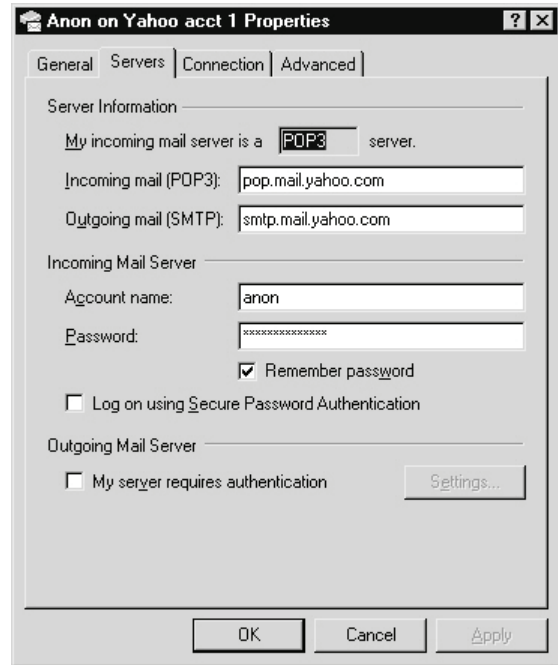 Anon on Yahoo acct 1 Properties ? X
General Servers Connection Advanced
Server Information
My incoming mail server is a POP3 server.
Incoming mail (POP3): pop.mail.yahoo.com
Outgoing mail (SMTP): smtp.mail.yahoo.com
Incoming Mail Server
Account name: anon
Password: **************
Remember password
Log on using Secure Password Authentication
Outgoing Mail Server
My server requires authentication Settings...
OK Cancel Apply